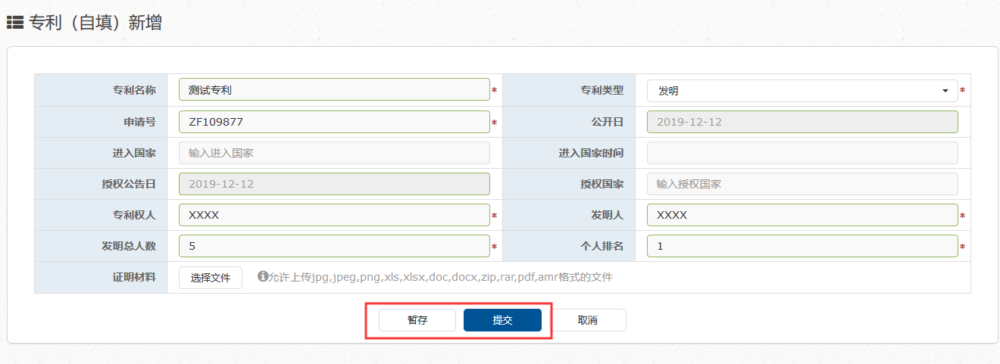 专利（自填）新增
专利名称 测试专利 * 专利类型 发明 *
申请号 ZF109877 * 公开日 2019-12-12
进入国家 输入进入国家 进入国家时间
授权公告日 2019-12-12 授权国家 输入授权国家
专利权人 XXXX * 发明人 XXXX *
发明总人数 5 * 个人排名 1 *
证明材料 选择文件 允许上传jpg,jpeg,png,xls,xlsx,doc,docx,zip,rar,pdf,amr格式的文件
暂存 提交 取消